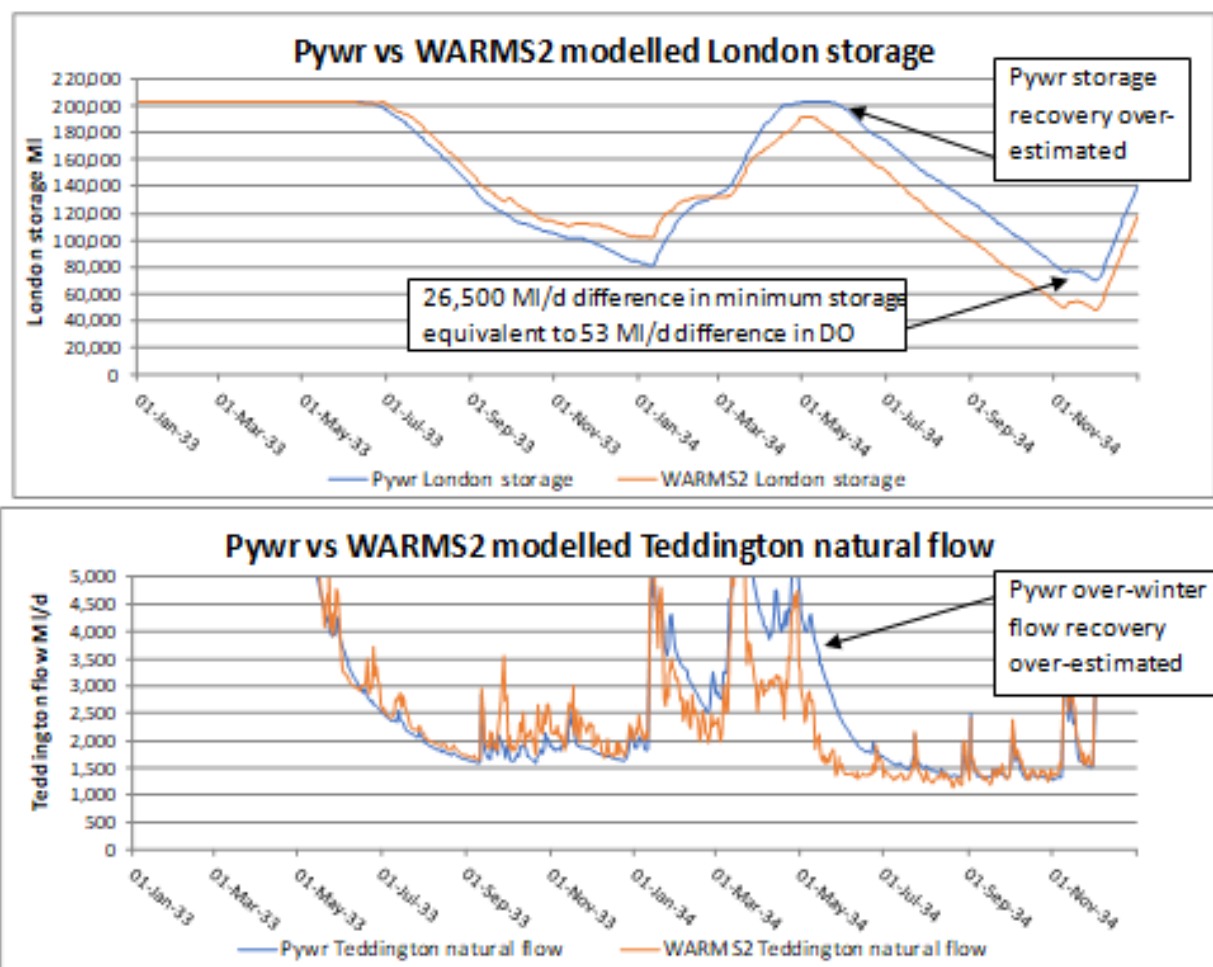 Pywr vs WARMS2 modelled London storage
Pywr storage
recovery over-
estimated
London storage Ml
220,000
200,000
180,000
160,000
140,000
120,000
100,000
80,000
60,000
40,000
20,000
0
26,500 Ml/d difference in minimum storage
equivalent to 53 Ml/d difference in DO
01-Jan-33
01-Mar-33
01-May-33
01-Jul-33
01-Sep-33
01-Nov-33
01-Jan-34
01-Mar-34
01-May-34
01-Jul-34
01-Sep-34
01-Nov-34
Pywr London storage
WARMS2 London storage
Pywr vs WARMS2 modelled Teddington natural flow
Pywr over-winter
flow recovery
over-estimated
Teddington flow Ml/d
5,000
4,500
4,000
3,500
3,000
2,500
2,000
1,500
1,000
500
0
01-Jan-33
01-Mar-33
01-May-33
01-Jul-33
01-Sep-33
01-Nov-33
01-Jan-34
01-Mar-34
01-May-34
01-Jul-34
01-Sep-34
01-Nov-34
Pywr Teddington natural flow
WARMS2 Teddington natural flow